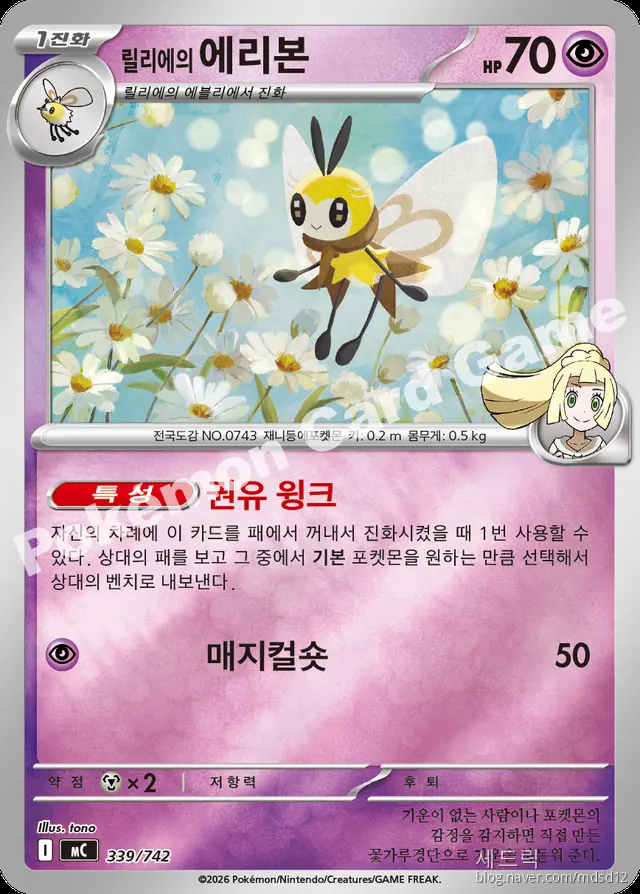 1진화
릴리에의 에리본
HP 70
릴리에의 에블리에서 진화
전국도감 NO.0743 재니등에포켓몬 키: 0.2 m 몸무게: 0.5 kg
특성 권유 윙크
자신의 차례에 이 카드를 패에서 꺼내서 진화시켰을 때 1번 사용할 수
있다. 상대의 패를 보고 그 중에서 기본 포켓몬을 원하는 만큼 선택해서
상대의 벤치로 내보낸다.
매지컬숏 50
약점 ×2 저항력 후퇴
Illus. tono
기운이 없는 사람이나 포켓몬의
감정을 감지하면 직접 만든
꽃가루경단으로 기운을 북돋워 준다.
I MC 339/742
©2026 Pokémon/Nintendo/Creatures/GAME FREAK.
Pokémon Card Game
세드릭
blog.naver.com/mdsd12